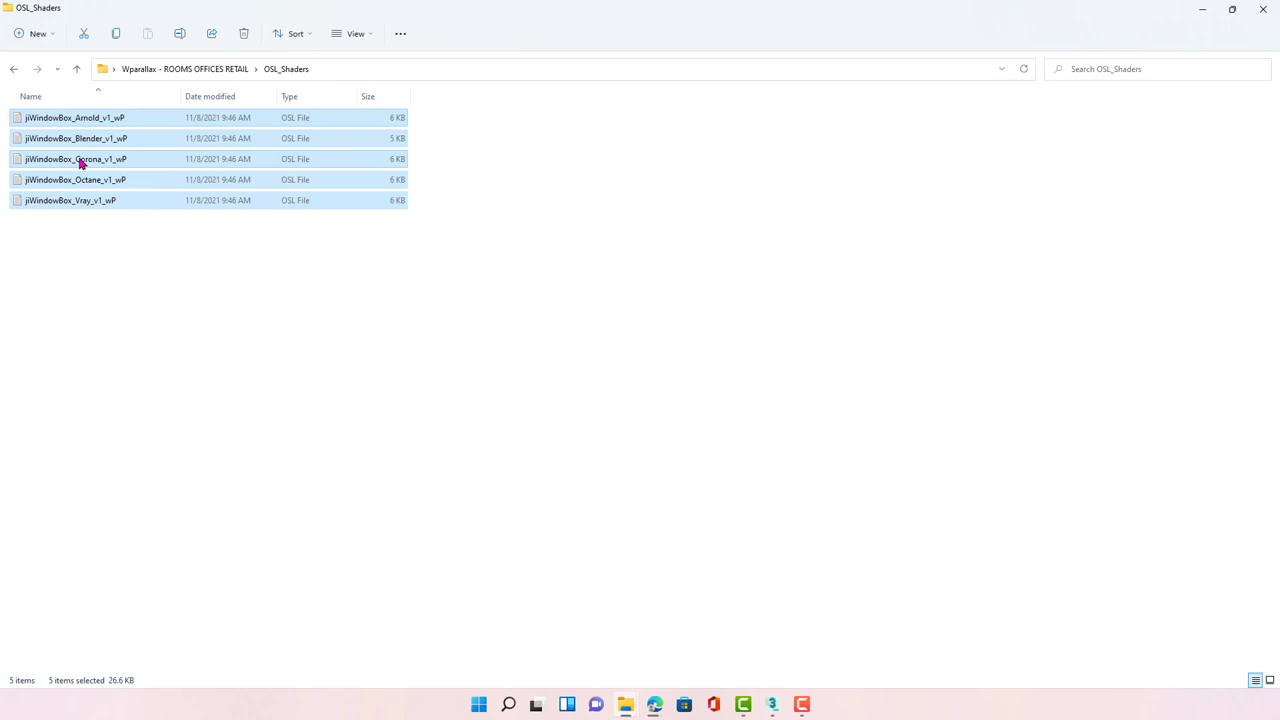 OSL_Shaders
New
Sort
View
Wparallax - ROOMS OFFICES RETAIL > OSL_Shaders
Search OSL_Shaders
Name Date modified Type Size
jiWindowBox_Arnold_v1_wP 11/8/2021 9:46 AM OSL File 6 KB
jiWindowBox_Blender_v1_wP 11/8/2021 9:46 AM OSL File 5 KB
jiWindowBox_Corona_v1_wP 11/8/2021 9:46 AM OSL File 6 KB
jiWindowBox_Octane_v1_wP 11/8/2021 9:46 AM OSL File 6 KB
jiWindowBox_Vray_v1_wP 11/8/2021 9:46 AM OSL File 6 KB
5 items 5 items selected 26.6 KB